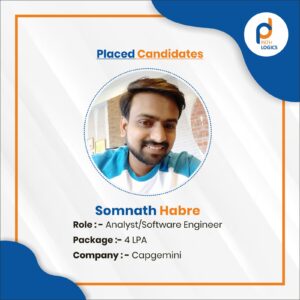 LOGICS
Placed Candidates
Somnath Habre
Role : - Analyst/Software Engineer
Package :- 4 LPA
Company : - Capgemini